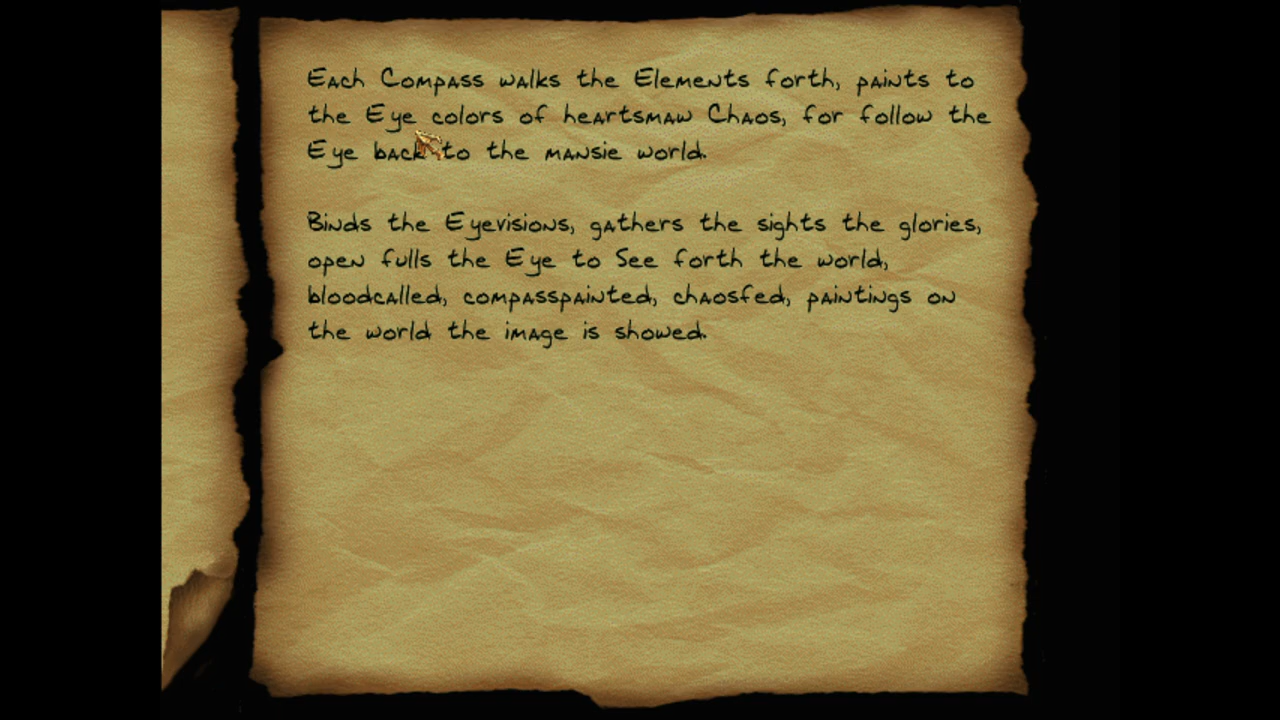 Each Compass walks the Elements forth, paints to
the Eye colors of heartsmaw Chaos, for follow the
Eye back to the mansie world.
Binds the Eyevisions, gathers the sights the glories,
open fulls the Eye to See forth the world,
bloodcalled, compasspainted, chaosfed, paintings on
the world the image is showed.